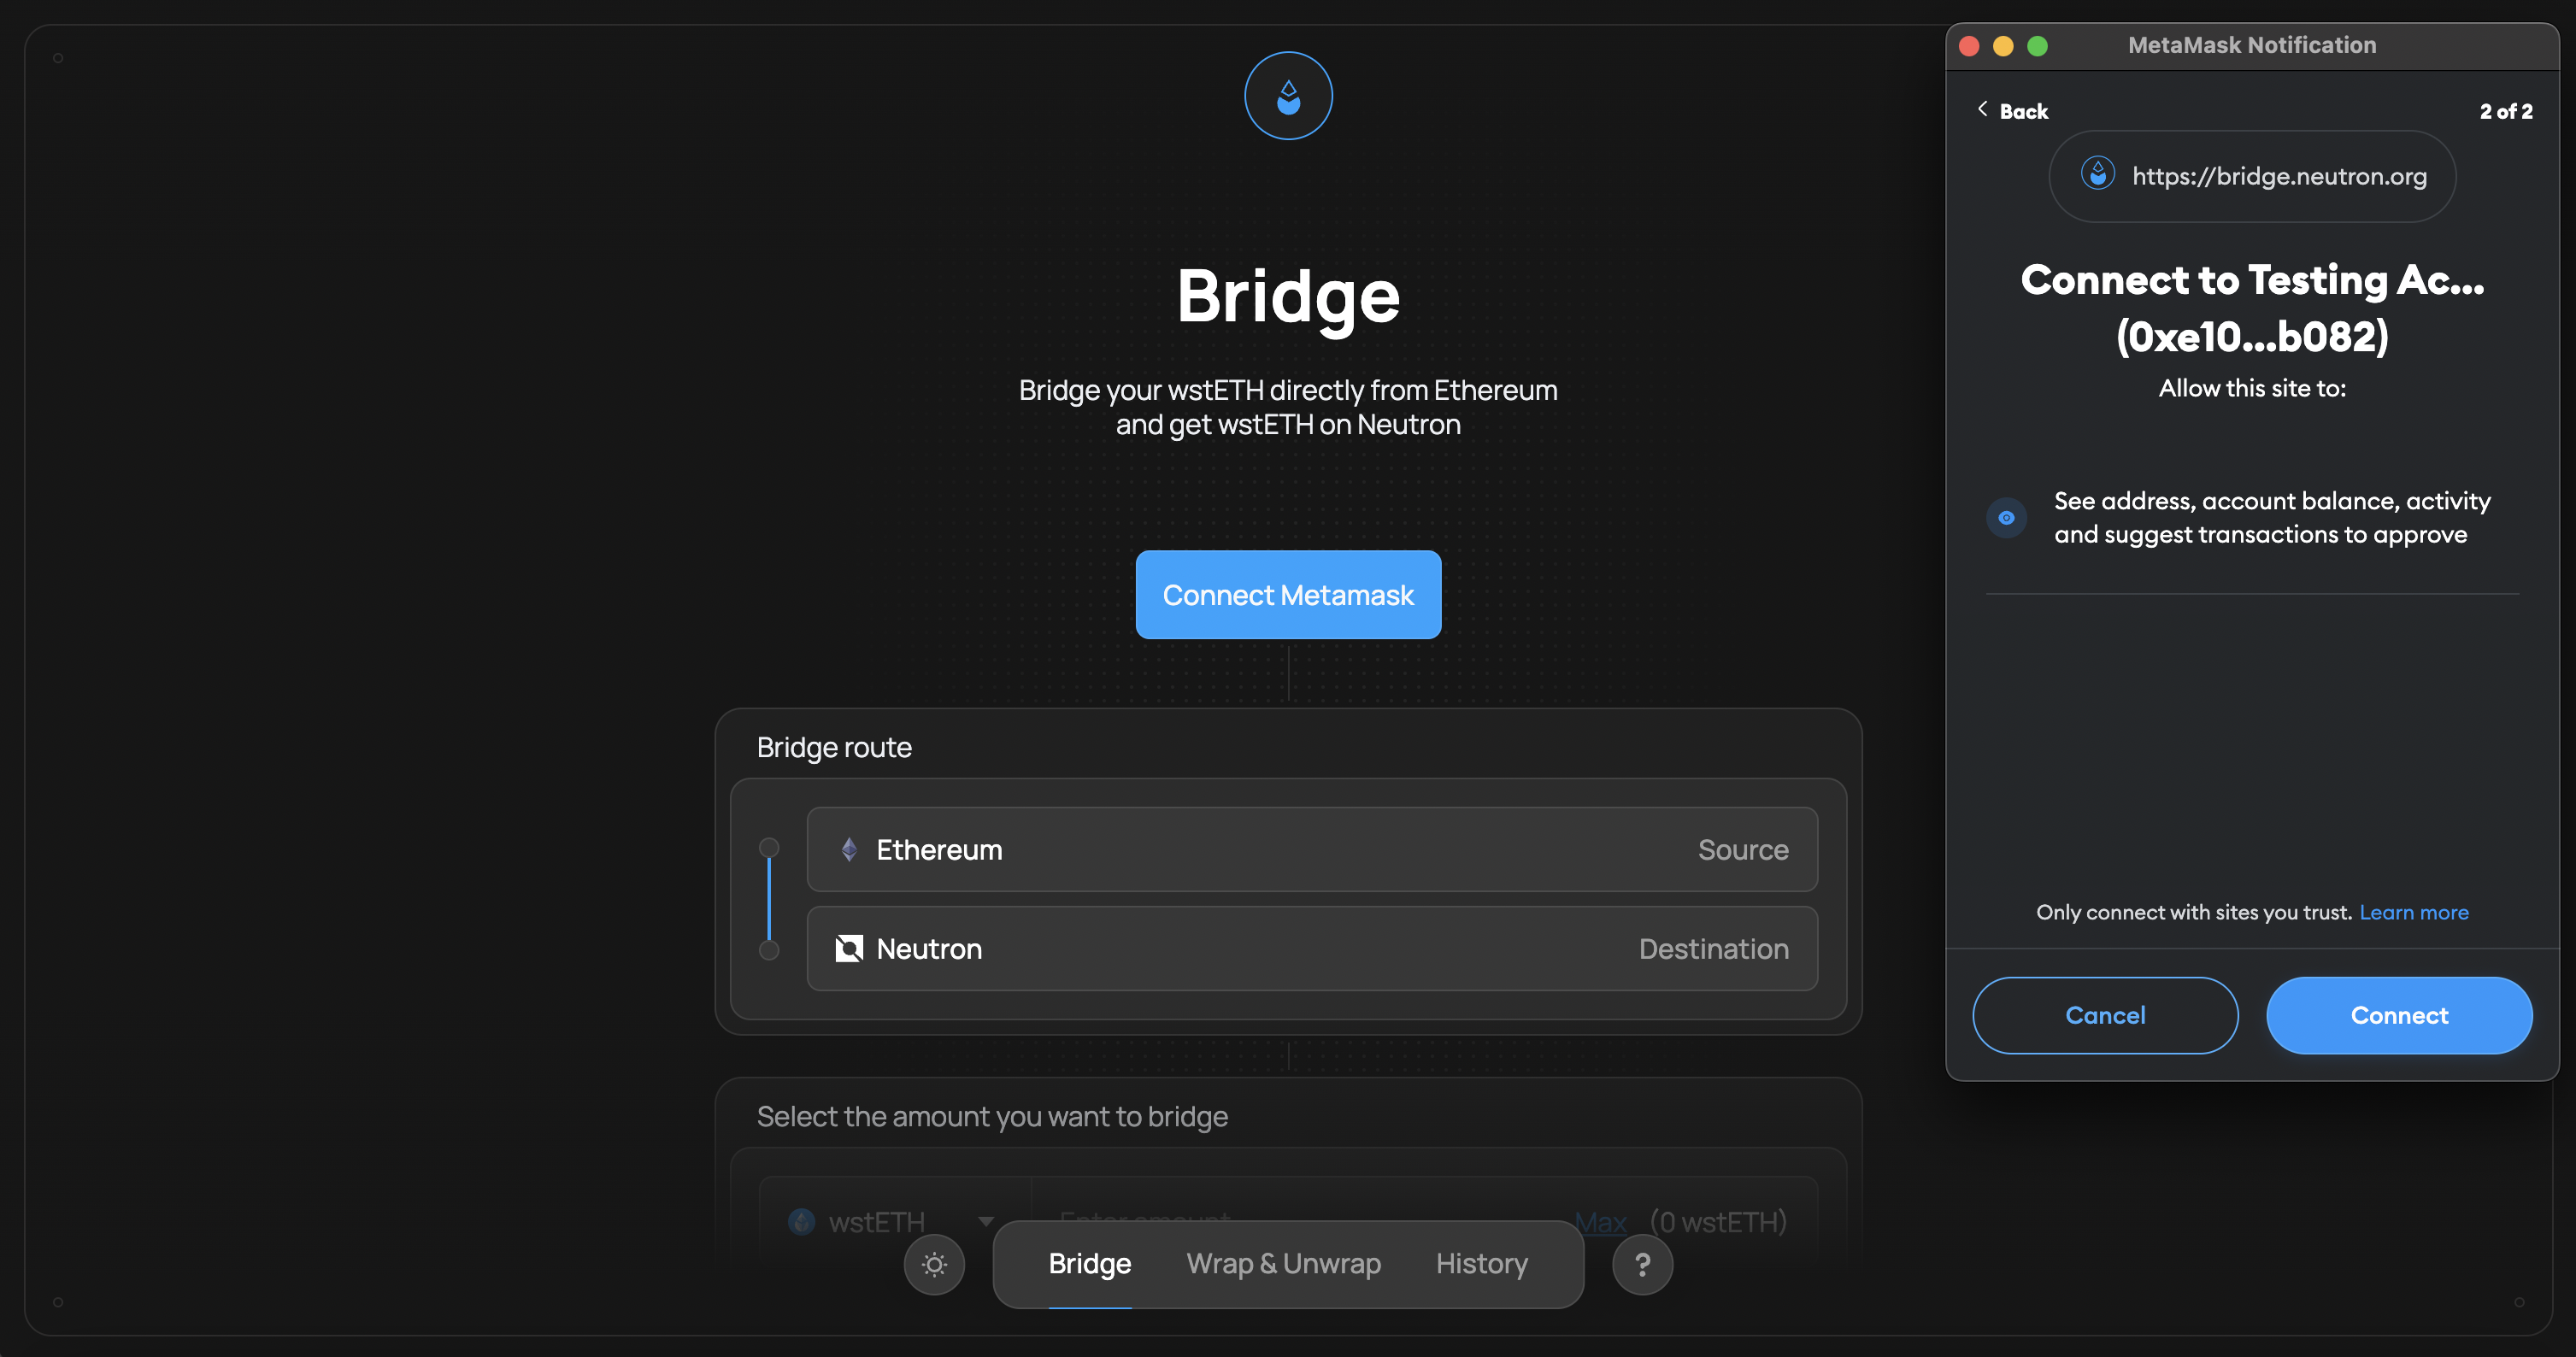 Bridge
Bridge your wstETH directly from Ethereum
and get wstETH on Neutron
Connect Metamask
Bridge route
Ethereum
Source
Neutron
Destination
Select the amount you want to bridge
wstETH
Enter amount
Max (0 wstETH)
Bridge
Wrap & Unwrap
History
?
MetaMask Notification
Back
2 of 2
https://bridge.neutron.org
Connect to Testing Ac...
(0xe10...b082)
Allow this site to:
See address, account balance, activity
and suggest transactions to approve
Only connect with sites you trust. Learn more
Cancel
Connect